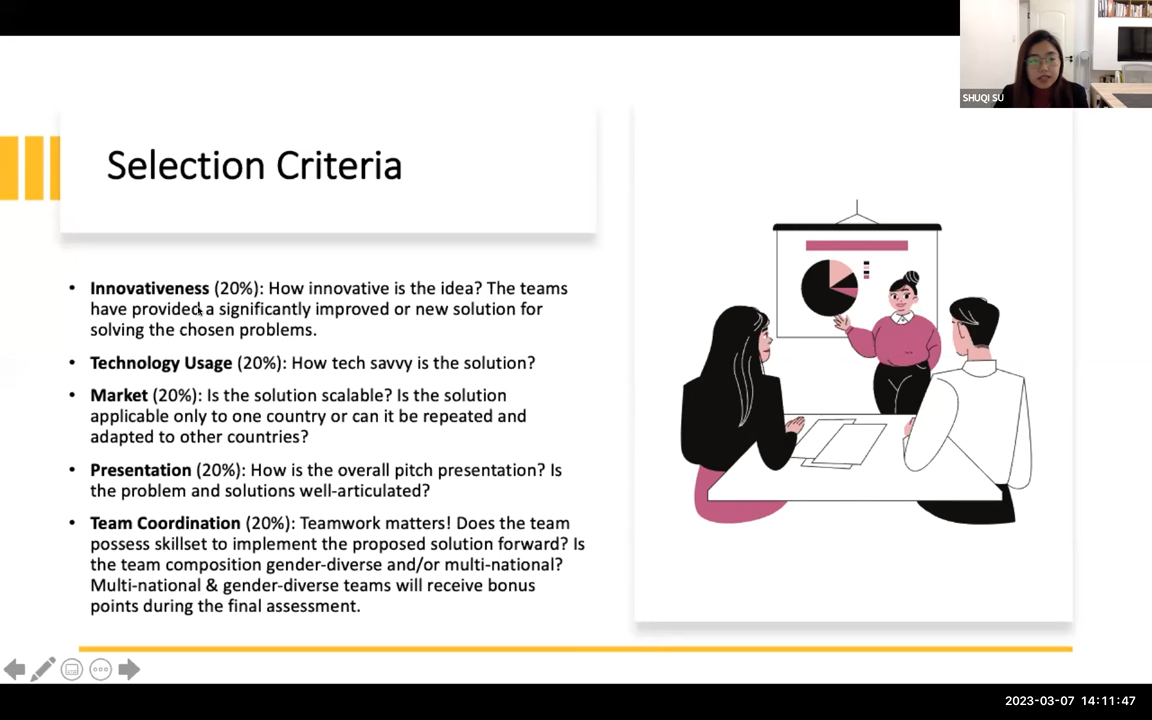 SHUQI SU
Selection Criteria
• Innovativeness (20%): How innovative is the idea? The teams
have provided a significantly improved or new solution for
solving the chosen problems.
• Technology Usage (20%): How tech savvy is the solution?
• Market (20%): Is the solution scalable? Is the solution
applicable only to one country or can it be repeated and
adapted to other countries?
• Presentation (20%): How is the overall pitch presentation? Is
the problem and solutions well-articulated?
• Team Coordination (20%): Teamwork matters! Does the team
possess skillset to implement the proposed solution forward? Is
the team composition gender-diverse and/or multi-national?
Multi-national & gender-diverse teams will receive bonus
points during the final assessment.
2023-03-07 14:11:47